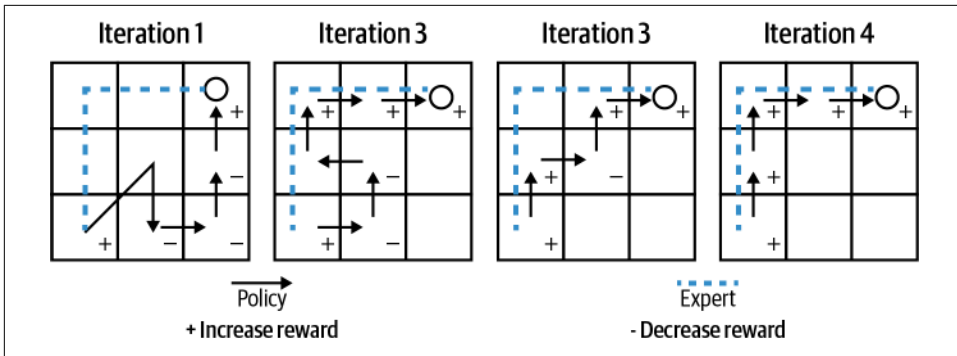 Iteration 1 Iteration 3 Iteration 3 Iteration 4
+ + + + + + + +
- - + - +
+ - - + - + +
Policy Expert
+ Increase reward - Decrease reward